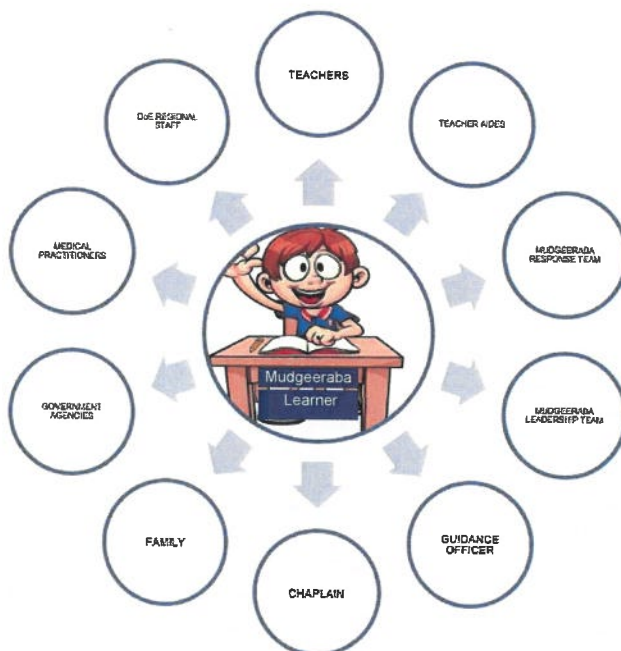 TEACHERS
DoE REGIONAL
STAFF
TEACHER AIDES
MEDICAL
PRACTITIONERS
MUDGEERABA
RESPONSE TEAM
Mudgeeraba
Learner
GOVERNMENT
AGENCIES
MUDGEERABA
LEADERSHIP TEAM
FAMILY
GUIDANCE
OFFICER
CHAPLAIN